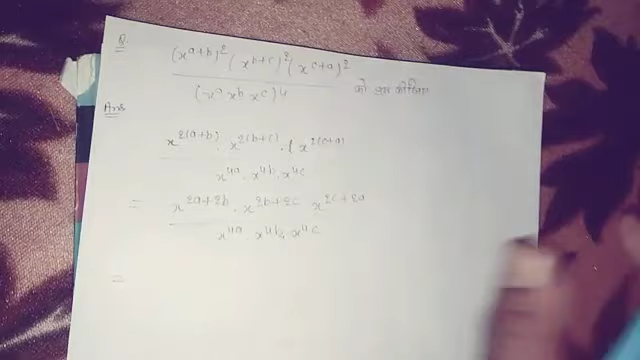 Q.
(x^{a+b})^2 (x^{b+c})^2 (x^{c+a})^2
(x^a x^b x^c)^4 को हल कीजिए
Ans
x^{2(a+b)} . x^{2(b+c)} . ( x^{2(c+a)}
x^{4a} . x^{4b} . x^{4c}
= x^{2a+2b} . x^{2b+2c} x^{2c+2a}
x^{4a} . x^{4b} . x^{4c}
=